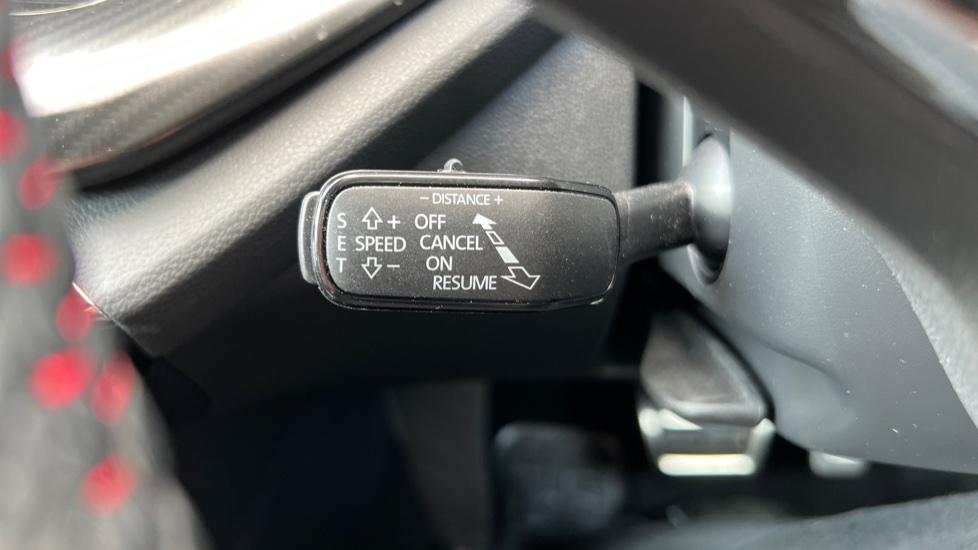 − DISTANCE +
S ⇧ + OFF
E SPEED CANCEL
T ⇩ − ON
RESUME